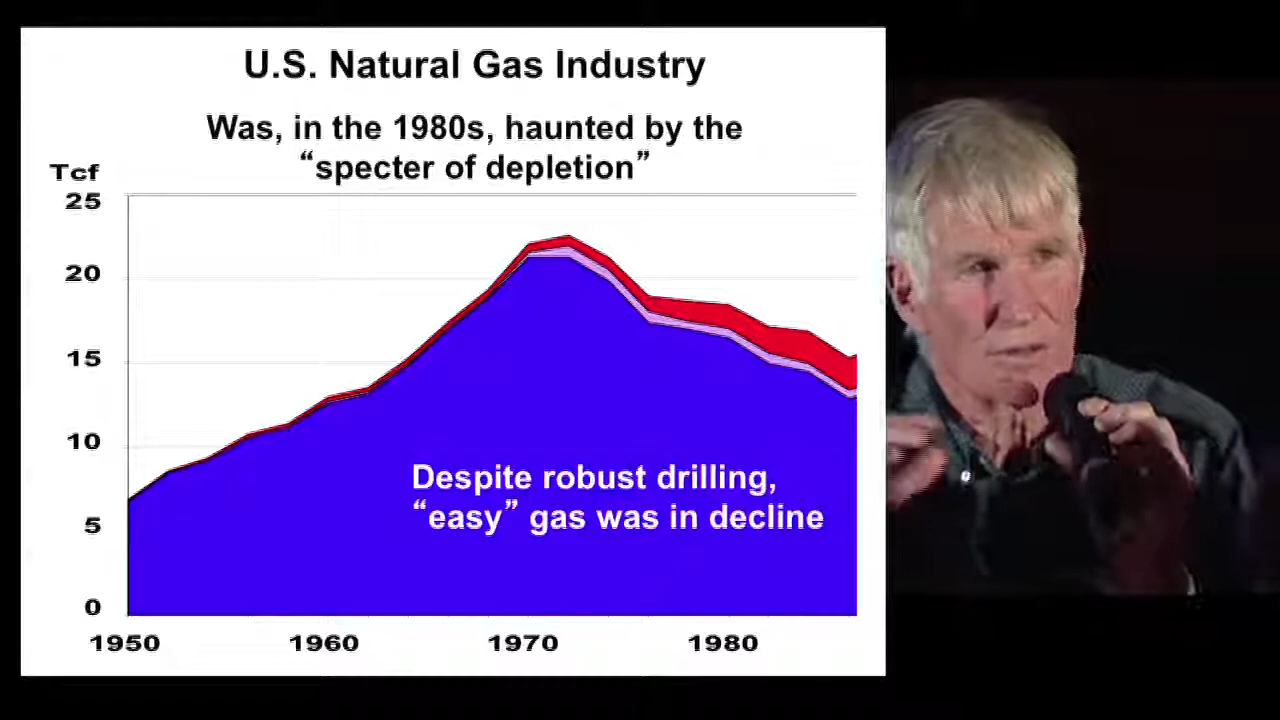 U.S. Natural Gas Industry
Was, in the 1980s, haunted by the
“specter of depletion”
Tcf
25
20
15
10
5
0
Despite robust drilling,
“easy” gas was in decline
1950 1960 1970 1980